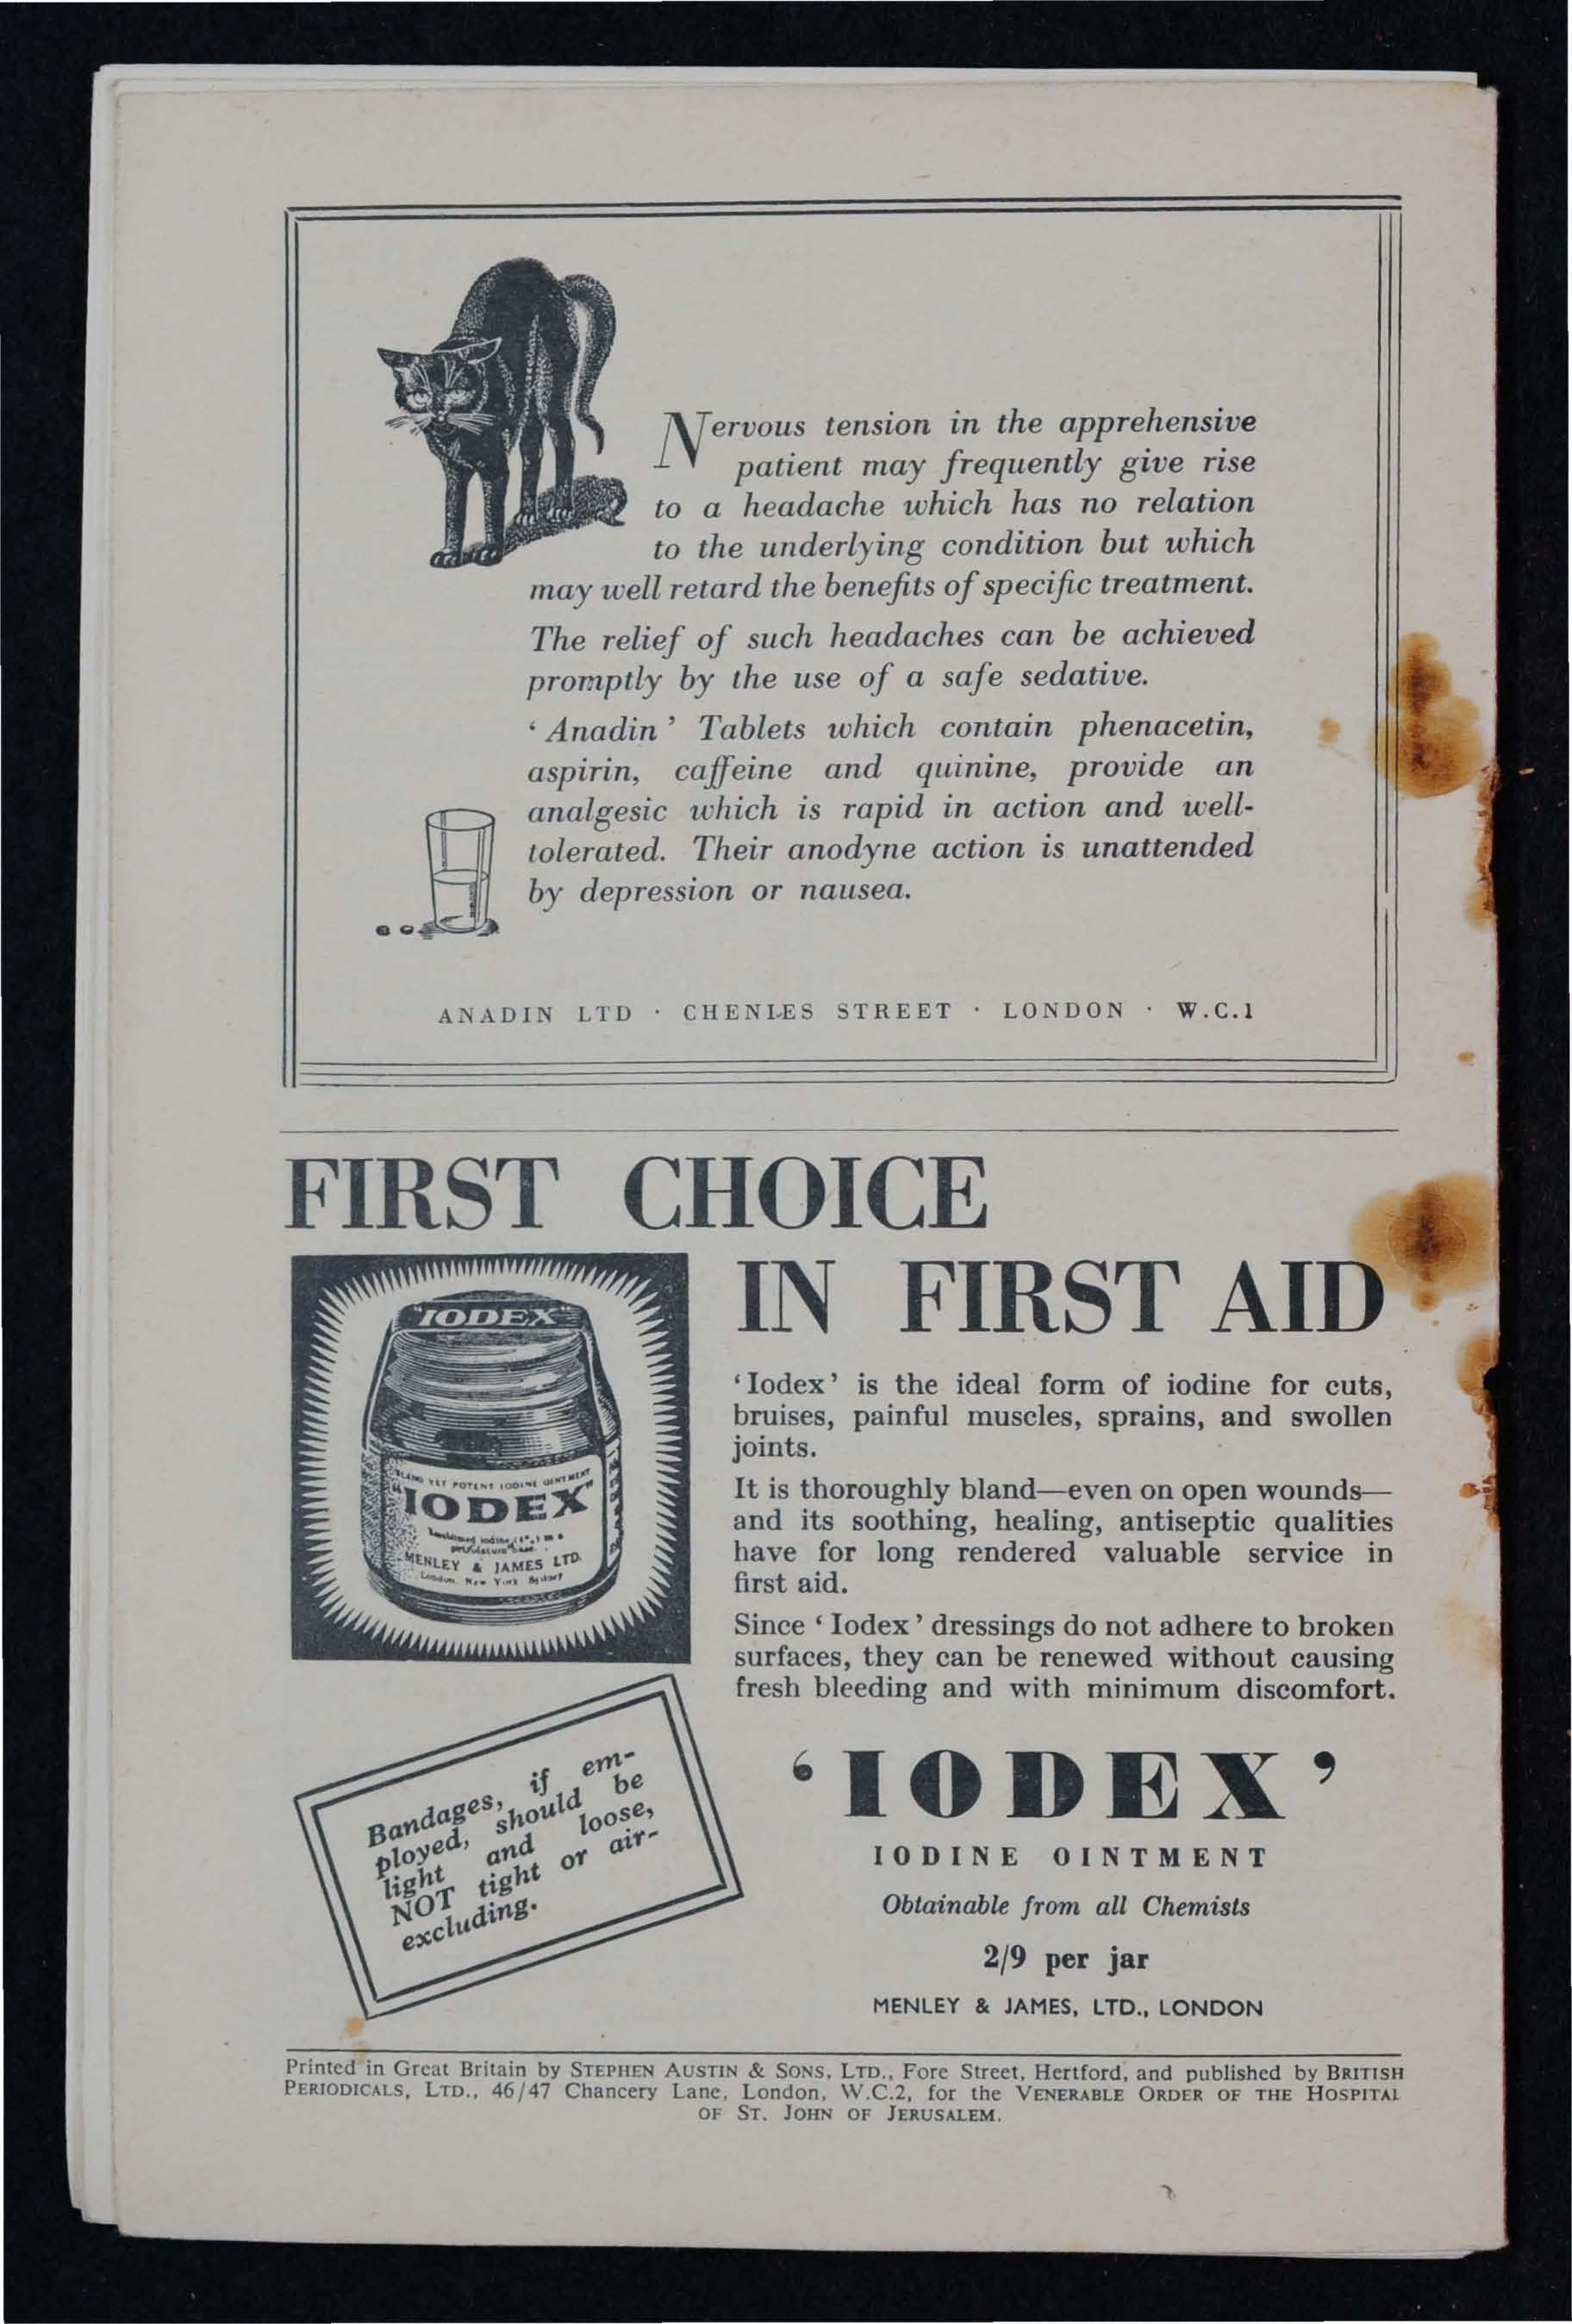 Nervous tension in the apprehensive
patient may frequently give rise
to a headache which has no relation
to the underlying condition but which
may well retard the benefits of specific treatment.
The relief of such headaches can be achieved
promptly by the use of a safe sedative.
‘Anadin’ Tablets which contain phenacetin,
aspirin, caffeine and quinine, provide an
analgesic which is rapid in action and well-
tolerated. Their anodyne action is unattended
by depression or nausea.
ANADIN LTD · CHENIES STREET · LONDON · W.C.1
FIRST CHOICE
IN FIRST AID
"IODEX"
BLAND YET POTENT IODINE OINTMENT
"IODEX"
MENLEY & JAMES LTD.
London. New York Sydney
‘Iodex’ is the ideal form of iodine for cuts,
bruises, painful muscles, sprains, and swollen
joints.
It is thoroughly bland—even on open wounds—
and its soothing, healing, antiseptic qualities
have for long rendered valuable service in
first aid.
Since ‘Iodex’ dressings do not adhere to broken
surfaces, they can be renewed without causing
fresh bleeding and with minimum discomfort.
Bandages, if em-
ployed, should be
light and loose,
NOT tight or air-
excluding.
‘IODEX’
IODINE OINTMENT
Obtainable from all Chemists
2/9 per jar
MENLEY & JAMES, LTD., LONDON
Printed in Great Britain by STEPHEN AUSTIN & SONS, LTD., Fore Street, Hertford, and published by BRITISH
PERIODICALS, LTD., 46/47 Chancery Lane, London, W.C.2, for the VENERABLE ORDER OF THE HOSPITAL
OF ST. JOHN OF JERUSALEM.